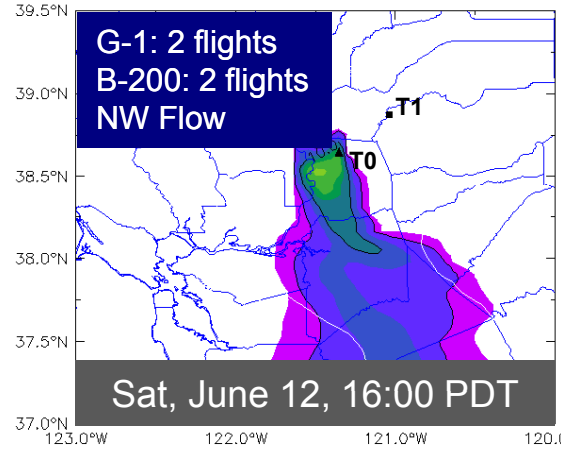 39.5°N
G-1: 2 flights
B-200: 2 flights
NW Flow
39.0°N
T1
T0
38.5°N
38.0°N
37.5°N
Sat, June 12, 16:00 PDT
37.0°N
123.0°W 122.0°W 121.0°W 120.0